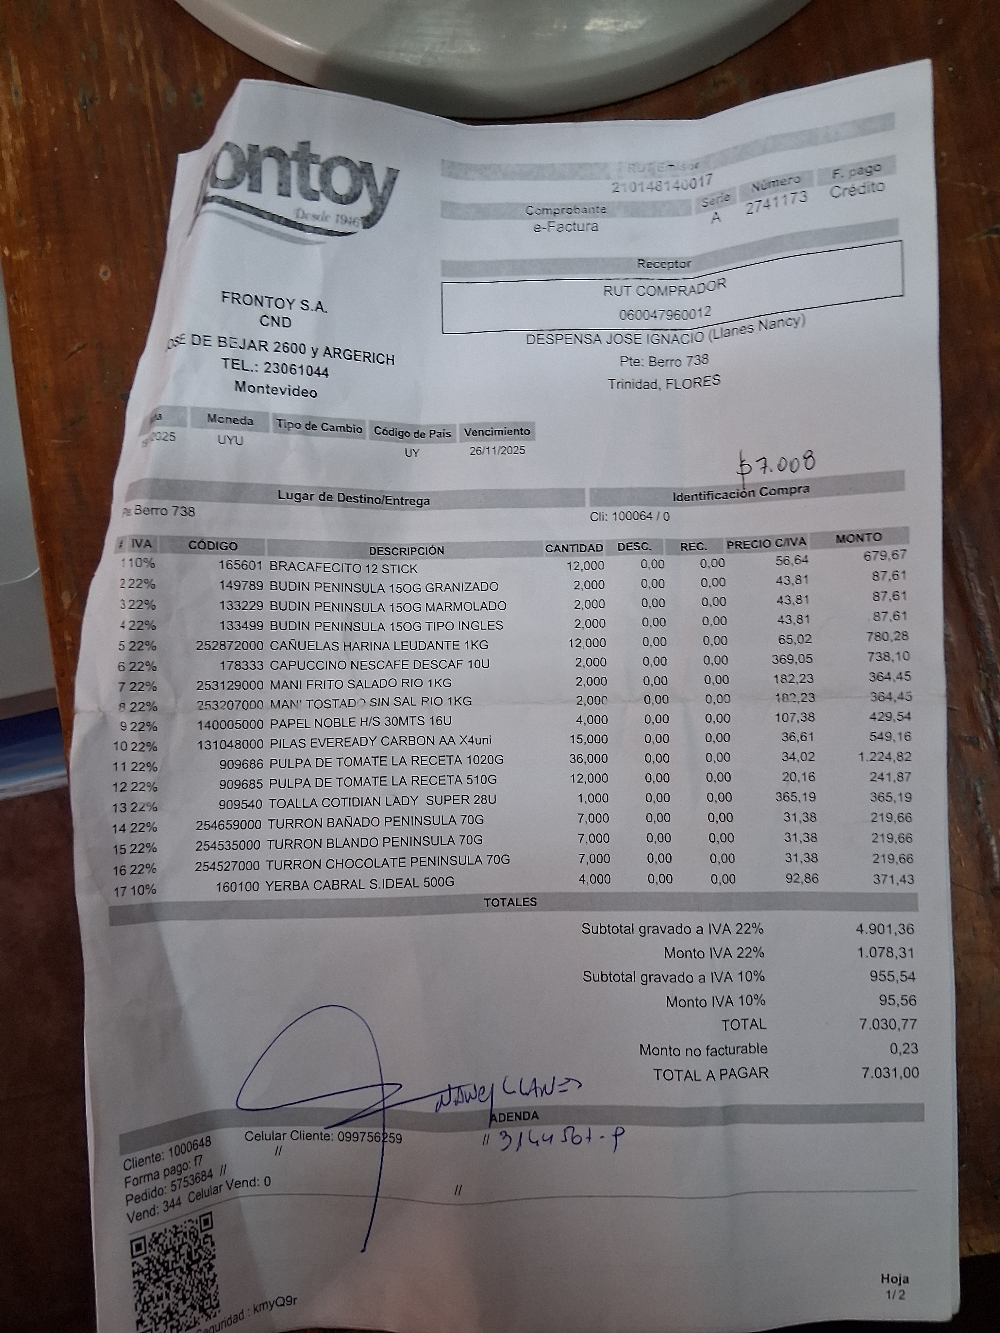 ontoy
Desde 1946
RUT Emisor
210148140017
Comprobante Serie Número F. pago
e-Factura A 2741173 Crédito
Receptor
RUT COMPRADOR
060047960012
DESPENSA JOSE IGNACIO (Llanes Nancy)
Pte: Berro 738
Trinidad, FLORES
FRONTOY S.A.
CND
OSE DE BEJAR 2600 y ARGERICH
TEL.: 23061044
Montevideo
Moneda Tipo de Cambio Código de País Vencimiento
2025 UYU UY 26/11/2025
$7.008
Lugar de Destino/Entrega Identificación Compra
Pte Berro 738 Cli: 100064 / 0
# IVA CÓDIGO DESCRIPCIÓN CANTIDAD DESC. REC. PRECIO C/IVA MONTO
1 10% 165601 BRACAFECITO 12 STICK 12,000 0,00 0,00 56,64 679,67
2 22% 149789 BUDIN PENINSULA 15OG GRANIZADO 2,000 0,00 0,00 43,81 87,61
3 22% 133229 BUDIN PENINSULA 15OG MARMOLADO 2,000 0,00 0,00 43,81 87,61
4 22% 133499 BUDIN PENINSULA 15OG TIPO INGLES 2,000 0,00 0,00 43,81 87,61
5 22% 252872000 CAÑUELAS HARINA LEUDANTE 1KG 12,000 0,00 0,00 65,02 780,28
6 22% 178333 CAPUCCINO NESCAFE DESCAF 10U 2,000 0,00 0,00 369,05 738,10
7 22% 253129000 MANI FRITO SALADO RIO 1KG 2,000 0,00 0,00 182,23 364,45
8 22% 253207000 MANI TOSTADO SIN SAL RIO 1KG 2,000 0,00 0,00 182,23 364,45
9 22% 140005000 PAPEL NOBLE H/S 30MTS 16U 4,000 0,00 0,00 107,38 429,54
10 22% 131048000 PILAS EVEREADY CARBON AA X4uni 15,000 0,00 0,00 36,61 549,16
11 22% 909686 PULPA DE TOMATE LA RECETA 1020G 36,000 0,00 0,00 34,02 1.224,82
12 22% 909685 PULPA DE TOMATE LA RECETA 510G 12,000 0,00 0,00 20,16 241,87
13 22% 909540 TOALLA COTIDIAN LADY SUPER 28U 1,000 0,00 0,00 365,19 365,19
14 22% 254659000 TURRON BAÑADO PENINSULA 70G 7,000 0,00 0,00 31,38 219,66
15 22% 254535000 TURRON BLANDO PENINSULA 70G 7,000 0,00 0,00 31,38 219,66
16 22% 254527000 TURRON CHOCOLATE PENINSULA 70G 7,000 0,00 0,00 31,38 219,66
17 10% 160100 YERBA CABRAL S.IDEAL 500G 4,000 0,00 0,00 92,86 371,43
TOTALES
Subtotal gravado a IVA 22% 4.901,36
Monto IVA 22% 1.078,31
Subtotal gravado a IVA 10% 955,54
Monto IVA 10% 95,56
TOTAL 7.030,77
Monto no facturable 0,23
TOTAL A PAGAR 7.031,00
NANCY LLANES
ADENDA
Cliente: 1000648 Celular Cliente: 099756259 //
Forma pago: f7 //
Pedido: 5753684 //
Vend: 344 Celular Vend: 0 //
eguridad : kmyQ9r
Hoja
1/ 2